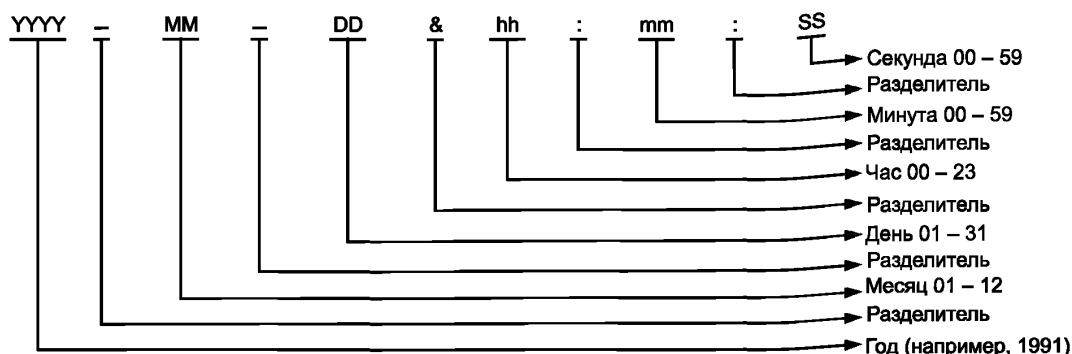 YYYY – MM – DD & hh : mm : SS
Секунда 00 – 59
Разделитель
Минута 00 – 59
Разделитель
Час 00 – 23
Разделитель
День 01 – 31
Разделитель
Месяц 01 – 12
Разделитель
Год (например, 1991)